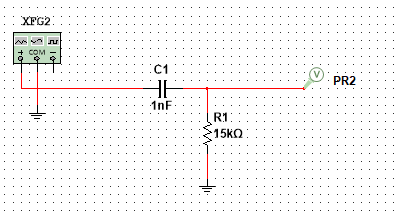 XFG2
+ COM −
C1
1nF
V
PR2
R1
15kΩ